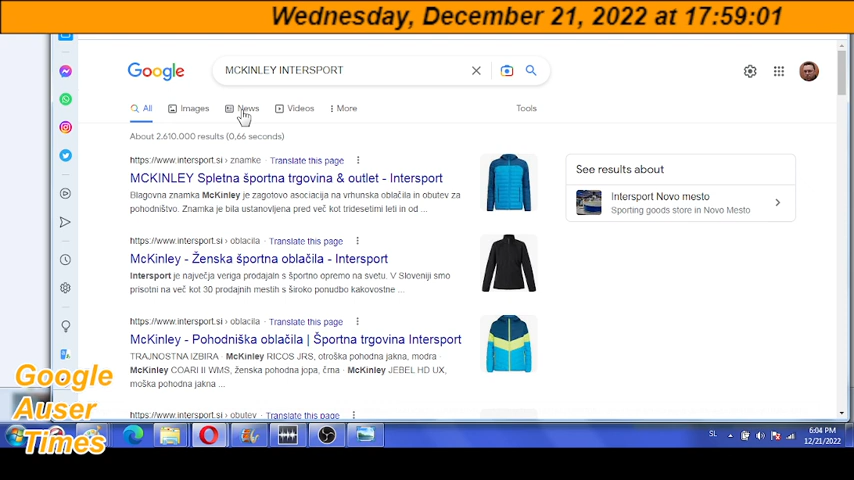 Wednesday, December 21, 2022 at 17:59:01
Google
MCKINLEY INTERSPORT
All
Images
News
Videos
More
Tools
About 2.610.000 results (0,66 seconds)
https://www.intersport.si › znamke
Translate this page
MCKINLEY Spletna športna trgovina & outlet - Intersport
Blagovna znamka McKinley je zagotovo asociacija na vrhunska oblačila in obutev za
pohodništvo. Znamka je bila ustanovljena pred več kot tridesetimi leti in od ...
See results about
Intersport Novo mesto
Sporting goods store in Novo Mesto
https://www.intersport.si › oblacila
Translate this page
McKinley - Ženska športna oblačila - Intersport
Intersport je največja veriga prodajaln s športno opremo na svetu. V Sloveniji smo
prisotni na več kot 30 prodajnih mestih s široko ponudbo kakovostne ...
https://www.intersport.si › oblacila
Translate this page
McKinley - Pohodniška oblačila | Športna trgovina Intersport
TRAJNOSTNA IZBIRA · McKinley RICOS JRS, otroška pohodna jakna, modra ·
McKinley COARI II WMS, ženska pohodna jopa, črna · McKinley JEBEL HD UX,
moška pohodna jakna ...
https://www.intersport.si › obutev
Translate this page
Google
Auser
Times
SL
6:04 PM
12/21/2022